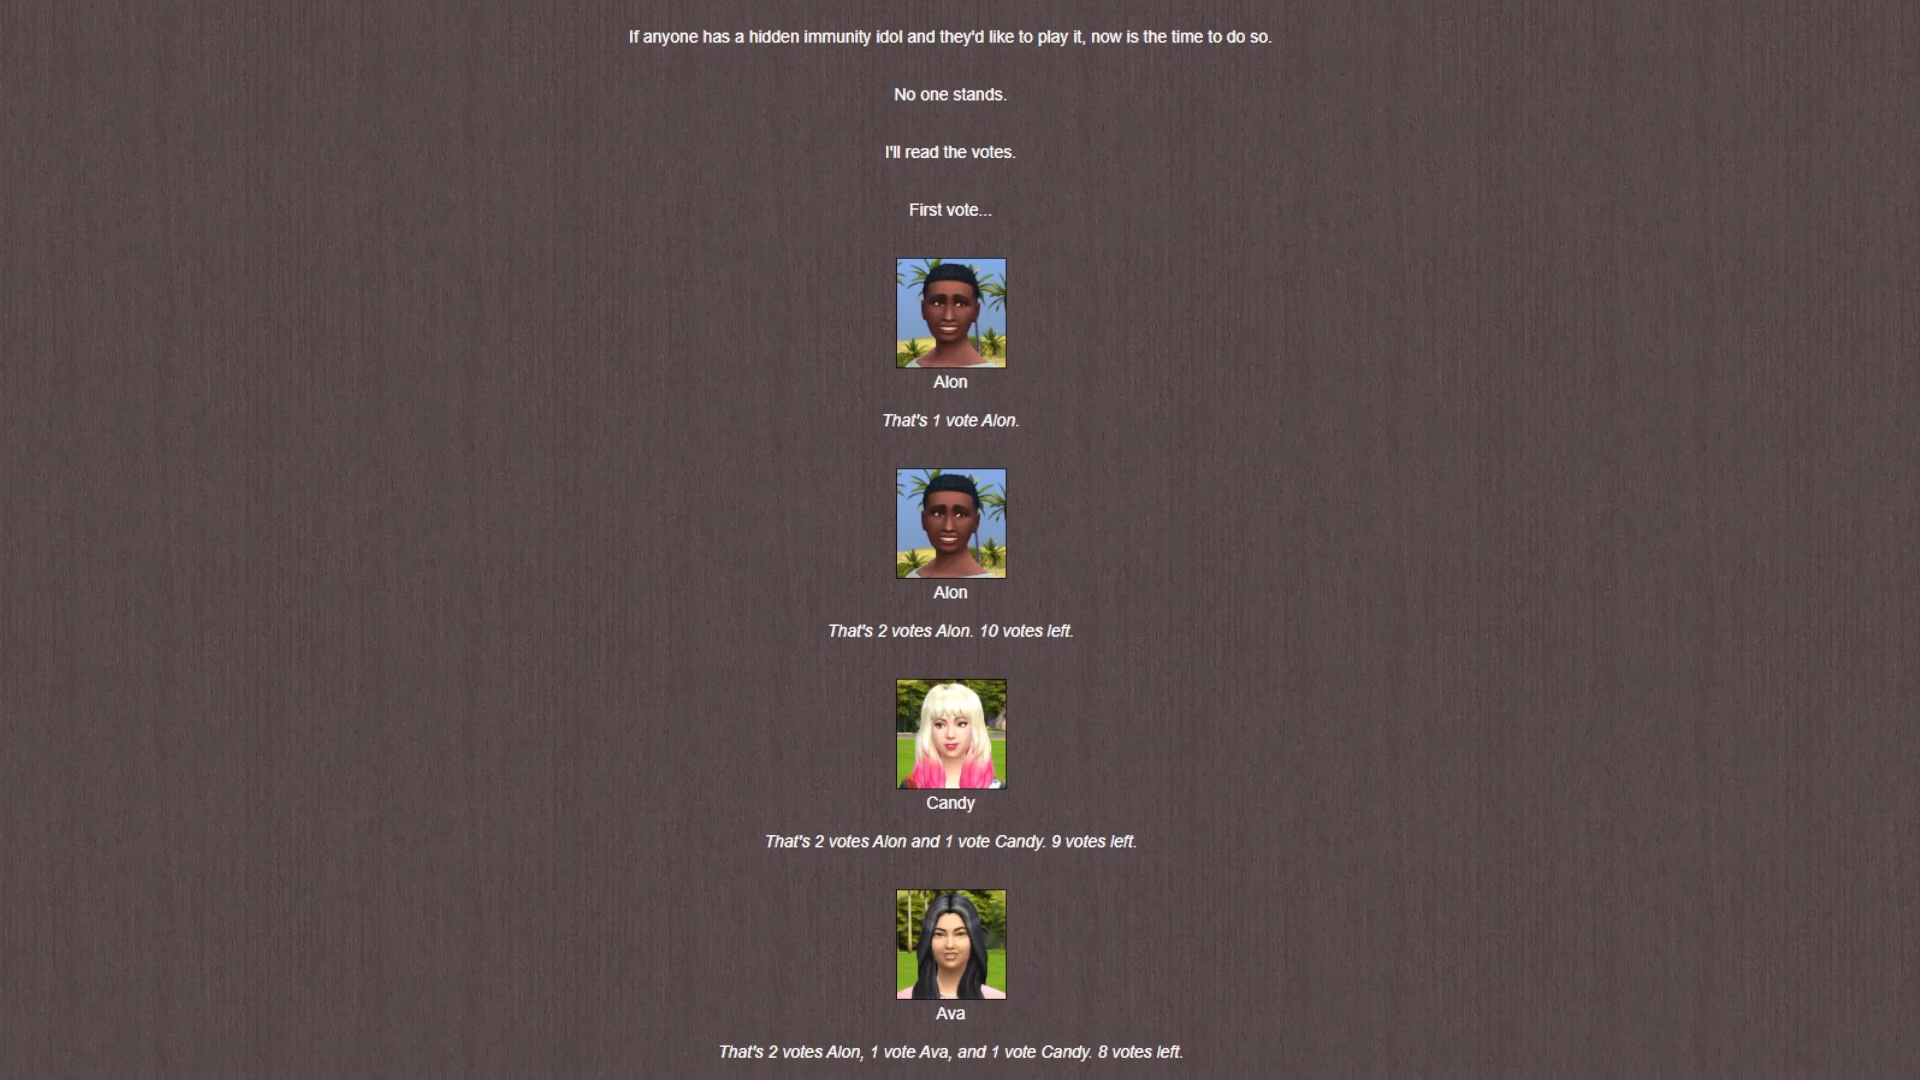 If anyone has a hidden immunity idol and they'd like to play it, now is the time to do so.
No one stands.
I'll read the votes.
First vote...
Alon
That's 1 vote Alon.
Alon
That's 2 votes Alon. 10 votes left.
Candy
That's 2 votes Alon and 1 vote Candy. 9 votes left.
Ava
That's 2 votes Alon, 1 vote Ava, and 1 vote Candy. 8 votes left.